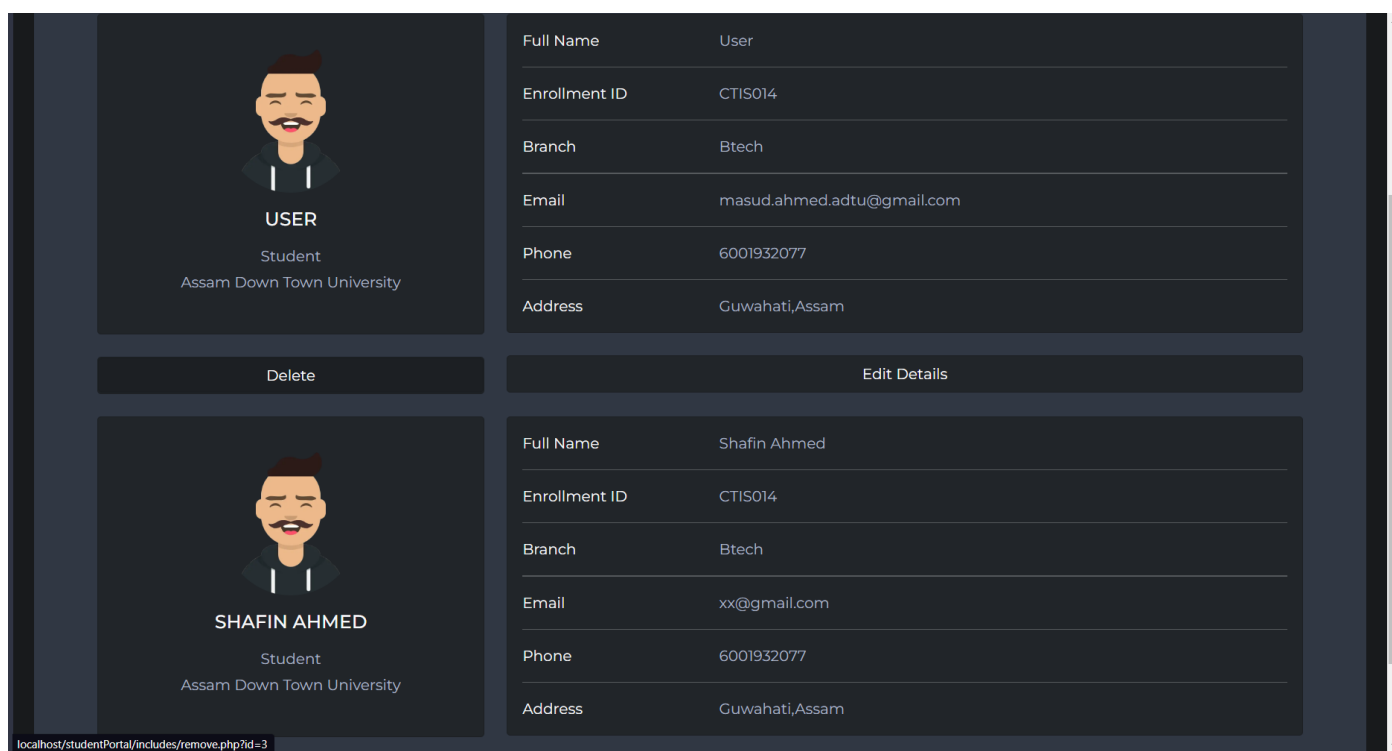 Full Name User
Enrollment ID CTIS014
Branch Btech
Email masud.ahmed.adtu@gmail.com
Phone 6001932077
Address Guwahati,Assam
USER
Student
Assam Down Town University
Delete
Edit Details
Full Name Shafin Ahmed
Enrollment ID CTIS014
Branch Btech
Email xx@gmail.com
Phone 6001932077
Address Guwahati,Assam
SHAFIN AHMED
Student
Assam Down Town University
localhost/studentPortal/includes/remove.php?id=3